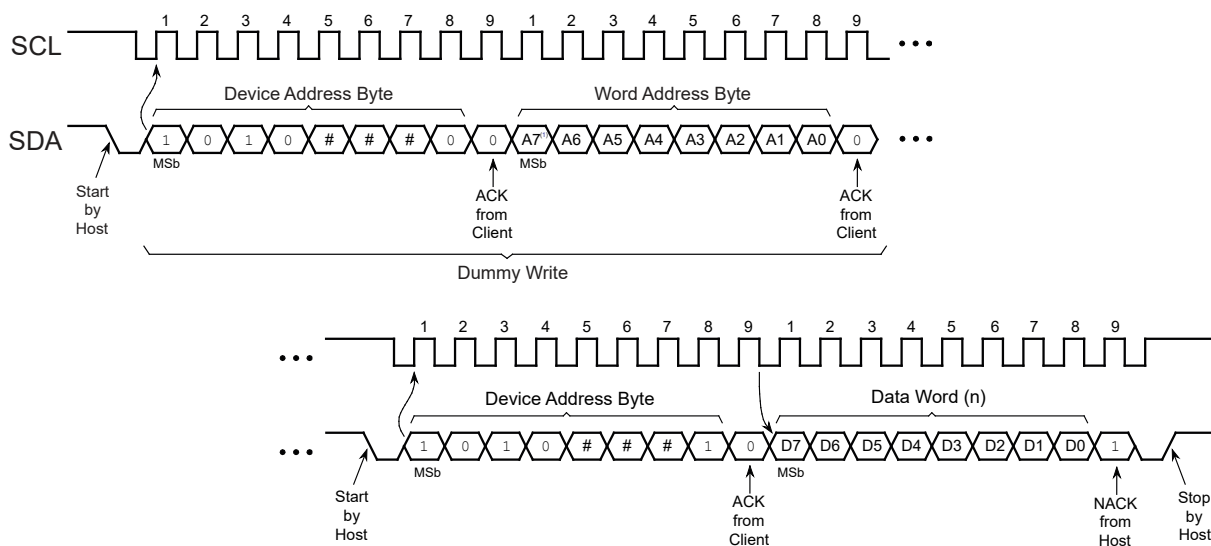 1 2 3 4 5 6 7 8 9 1 2 3 4 5 6 7 8 9
SCL
Device Address Byte Word Address Byte
SDA 1 0 1 0 # # # 0 0 A7(1) A6 A5 A4 A3 A2 A1 A0 0
MSb MSb
Start
by
Host
ACK
from
Client
ACK
from
Client
Dummy Write
1 2 3 4 5 6 7 8 9 1 2 3 4 5 6 7 8 9
Device Address Byte Data Word (n)
1 0 1 0 # # # 1 0 D7 D6 D5 D4 D3 D2 D1 D0 1
MSb MSb
Start
by
Host
ACK
from
Client
NACK
from
Host
Stop
by
Host